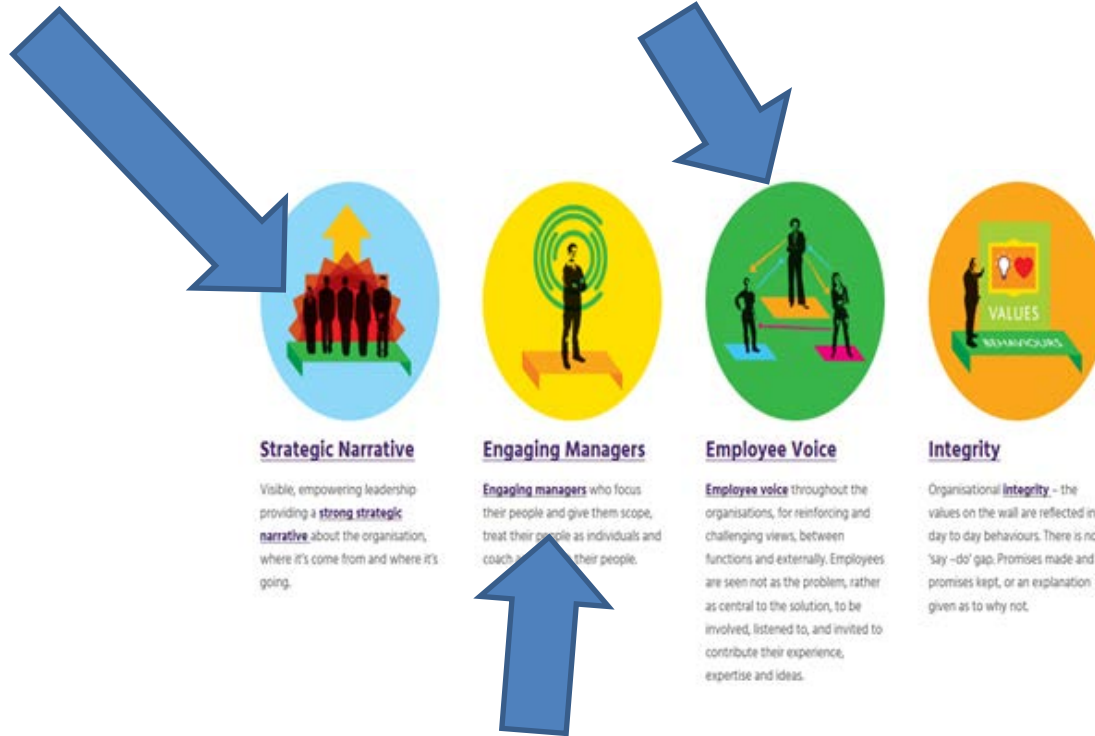 VALUES
BEHAVIOURS
Strategic Narrative
Visible, empowering leadership
providing a strong strategic
narrative about the organisation,
where it's come from and where it's
going.
Engaging Managers
Engaging managers who focus
their people and give them scope,
treat their people as individuals and
coach their people.
Employee Voice
Employee voice throughout the
organisations, for reinforcing and
challenging views, between
functions and externally. Employees
are seen not as the problem, rather
as central to the solution, to be
involved, listened to, and invited to
contribute their experience,
expertise and ideas.
Integrity
Organisational integrity – the
values on the wall are reflected in
day to day behaviours. There is no
'say –do' gap. Promises made and
promises kept, or an explanation
given as to why not.